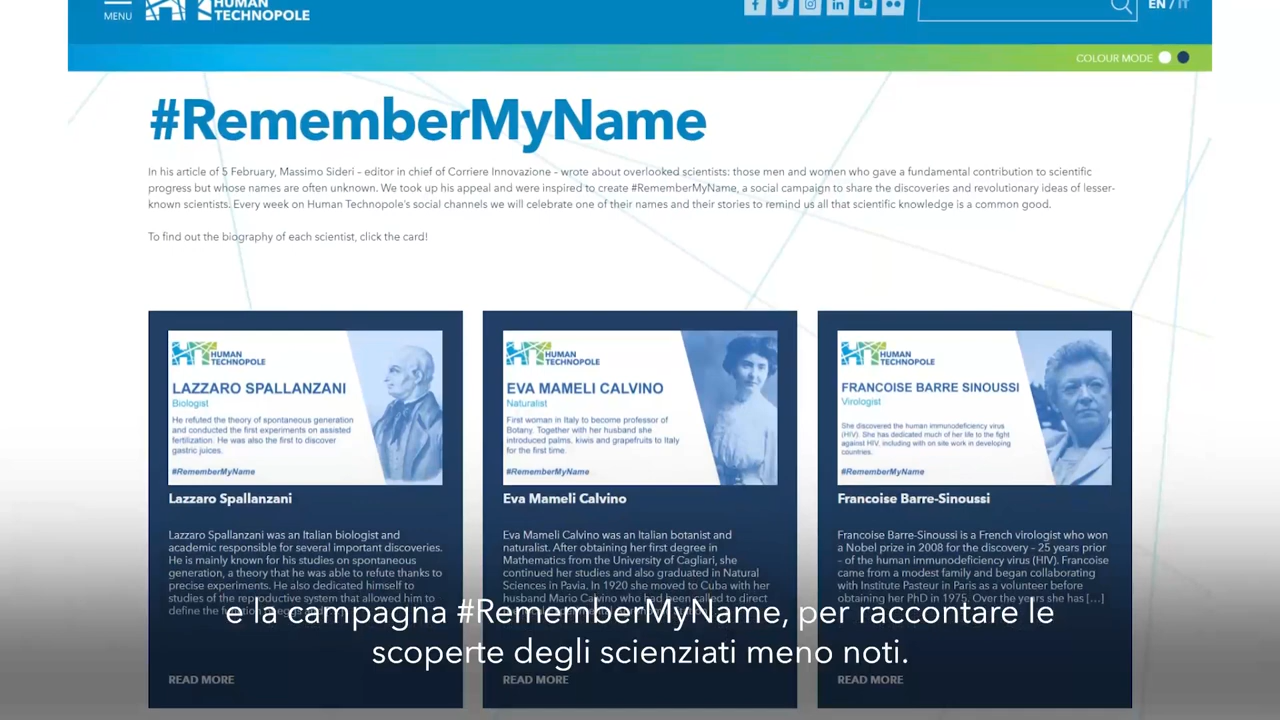 MENU
HUMAN
TECHNOPOLE
EN / IT
COLOUR MODE
#RememberMyName
In his article of 5 February, Massimo Sideri - editor in chief of Corriere Innovazione - wrote about overlooked scientists: those men and women who gave a fundamental contribution to scientific
progress but whose names are often unknown. We took up his appeal and were inspired to create #RememberMyName, a social campaign to share the discoveries and revolutionary ideas of lesser-
known scientists. Every week on Human Technopole's social channels we will celebrate one of their names and their stories to remind us all that scientific knowledge is a common good.
To find out the biography of each scientist, click the card!
HUMAN
TECHNOPOLE
LAZZARO SPALLANZANI
Biologist
He refuted the theory of spontaneous generation
and conducted the first experiments on assisted
fertilization. He was also the first to discover
gastric juices.
#RememberMyName
Lazzaro Spallanzani
Lazzaro Spallanzani was an Italian biologist and
academic responsible for several important discoveries.
He is mainly known for his studies on spontaneous
generation, a theory that he was able to refute thanks to
precise experiments. He also dedicated himself to
studies of the reproductive system that allowed him to
define the
READ MORE
HUMAN
TECHNOPOLE
EVA MAMELI CALVINO
Naturalist
First woman in Italy to become professor of
Botany. Together with her husband she
introduced palms, kiwis and grapefruits to Italy
for the first time.
#RememberMyName
Eva Mameli Calvino
Eva Mameli Calvino was an Italian botanist and
naturalist. After obtaining her first degree in
Mathematics from the University of Cagliari, she
continued her studies and also graduated in Natural
Sciences in Pavia. In 1920 she moved to Cuba with her
husband Mario Calvino who had been called to direct
READ MORE
HUMAN
TECHNOPOLE
FRANCOISE BARRE SINOUSSI
Virologist
She discovered the human immunodeficiency virus
(HIV). She has dedicated much of her life to the fight
against HIV, including with on site work in developing
countries.
#RememberMyName
Francoise Barre-Sinoussi
Francoise Barre-Sinoussi is a French virologist who won
a Nobel prize in 2008 for the discovery - 25 years prior
- of the human immunodeficiency virus (HIV). Francoise
came from a modest family and began collaborating
with Institute Pasteur in Paris as a volunteer before
obtaining her PhD in 1975. Over the years she has [...]
READ MORE
e la campagna #RememberMyName, per raccontare le
scoperte degli scienziati meno noti.